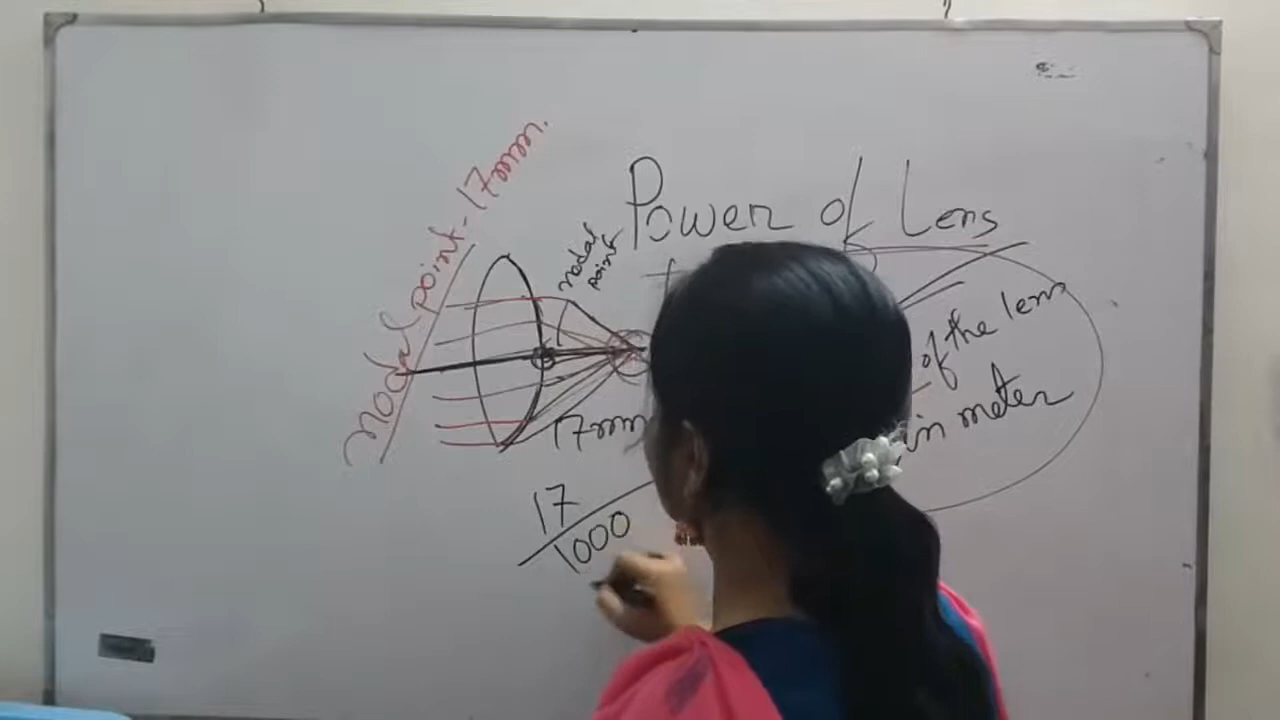 Power of Lens
nodal point - 17mm.
nodal
point
of the lens
in meter
17mm
17
1000